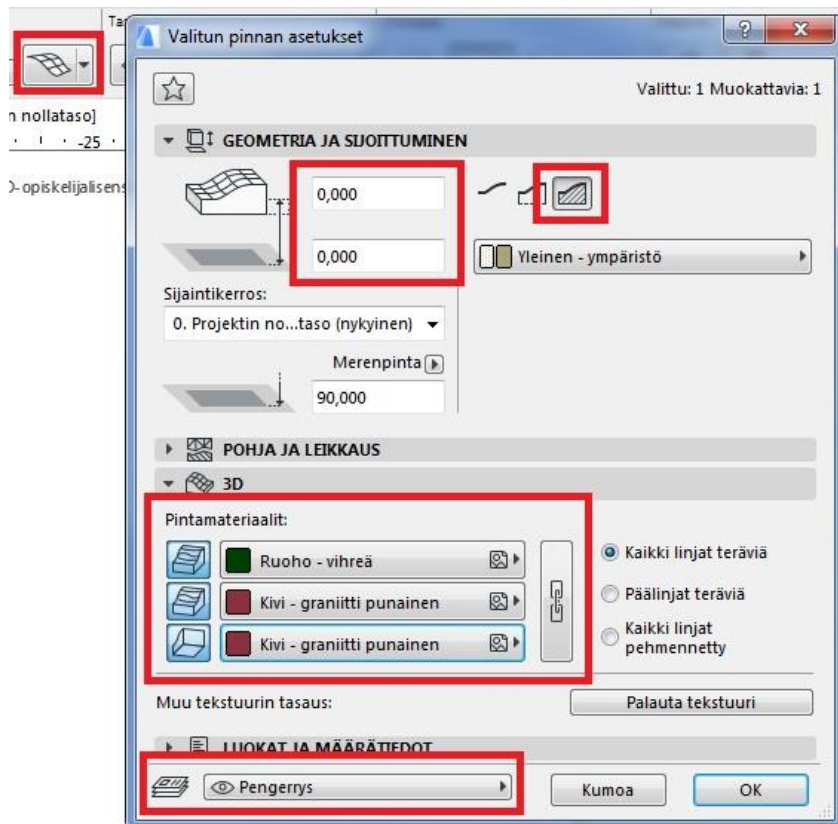 Valitun pinnan asetukset
n nollataso]
-25
Valittu: 1 Muokattavia: 1
GEOMETRIA JA SIJOITTUMINEN
0,000
0,000
Yleinen - ympäristö
Sijaintikerros:
0. Projektin no...taso (nykyinen)
Merenpinta
90,000
POHJA JA LEIKKAUS
3D
Pintamateriaalit:
Ruoho - vihreä
Kivi - graniitti punainen
Kivi - graniitti punainen
Kaikki linjat teräviä
Päälinjat teräviä
Kaikki linjat
pehmennetty
Muu tekstuurin tasaus:
Palauta tekstuuri
LUOKAT JA MÄÄRÄTIEDOT
Pengerrys
Kumoa
OK